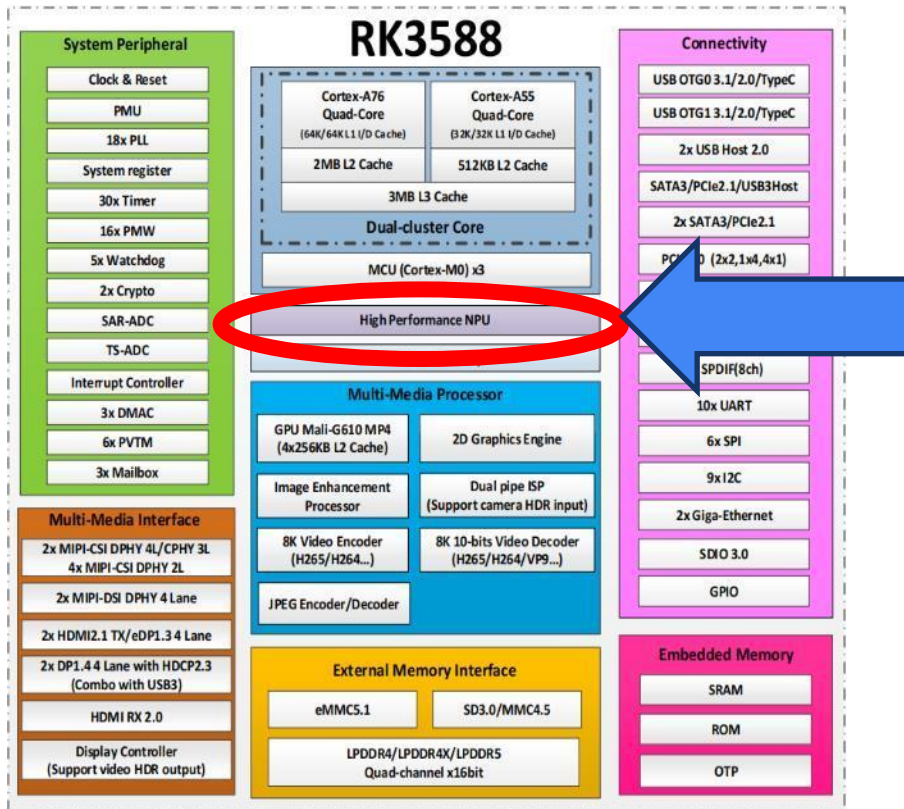 RK3588
System Peripheral
Clock & Reset
PMU
18x PLL
System register
30x Timer
16x PMW
5x Watchdog
2x Crypto
SAR-ADC
TS-ADC
Interrupt Controller
3x DMAC
6x PVTM
3x Mailbox
Multi-Media Interface
2x MIPI-CSI DPHY 4L/CPHY 3L
4x MIPI-CSI DPHY 2L
2x MIPI-DSI DPHY 4 Lane
2x HDMI2.1 TX/eDP1.3 4 Lane
2x DP1.4 4 Lane with HDCP2.3
(Combo with USB3)
HDMI RX 2.0
Display Controller
(Support video HDR output)
Cortex-A76
Quad-Core
(64K/64K L1 I/D Cache)
2MB L2 Cache
Cortex-A55
Quad-Core
(32K/32K L1 I/D Cache)
512KB L2 Cache
3MB L3 Cache
Dual-cluster Core
MCU (Cortex-M0) x3
High Performance NPU
Multi-Media Processor
GPU Mali-G610 MP4
(4x256KB L2 Cache)
2D Graphics Engine
Image Enhancement
Processor
Dual pipe ISP
(Support camera HDR input)
8K Video Encoder
(H265/H264...)
8K 10-bits Video Decoder
(H265/H264/VP9...)
JPEG Encoder/Decoder
External Memory Interface
eMMC5.1
SD3.0/MMC4.5
LPDDR4/LPDDR4X/LPDDR5
Quad-channel x16bit
Connectivity
USB OTG0 3.1/2.0/TypeC
USB OTG1 3.1/2.0/TypeC
2x USB Host 2.0
SATA3/PCIe2.1/USB3Host
2x SATA3/PCIe2.1
(2x2,1x4,4x1)
SPDIF(8ch)
10x UART
6x SPI
9x I2C
2x Giga-Ethernet
SDIO 3.0
GPIO
Embedded Memory
SRAM
ROM
OTP